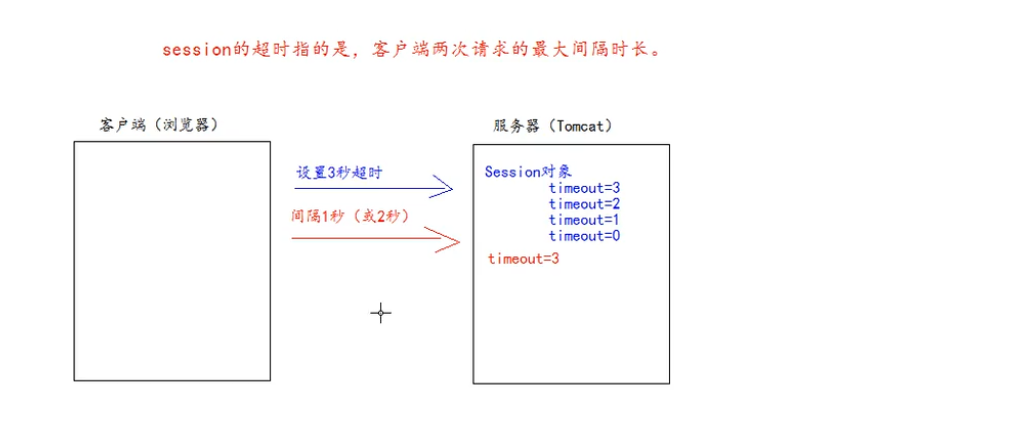 session的超时指的是，客户端两次请求的最大间隔时长。
客户端（浏览器）
服务器（Tomcat）
设置3秒超时
Session对象
timeout=3
timeout=2
timeout=1
timeout=0
间隔1秒（或2秒）
timeout=3